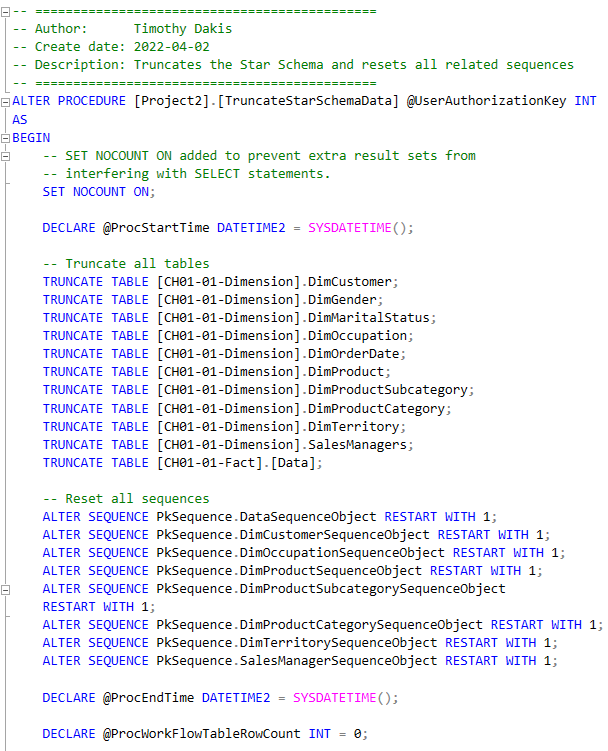 -- =============================================
-- Author:      Timothy Dakis
-- Create date: 2022-04-02
-- Description: Truncates the Star Schema and resets all related sequences
-- =============================================
ALTER PROCEDURE [Project2].[TruncateStarSchemaData] @UserAuthorizationKey INT
AS
BEGIN
    -- SET NOCOUNT ON added to prevent extra result sets from
    -- interfering with SELECT statements.
    SET NOCOUNT ON;

    DECLARE @ProcStartTime DATETIME2 = SYSDATETIME();

    -- Truncate all tables
    TRUNCATE TABLE [CH01-01-Dimension].DimCustomer;
    TRUNCATE TABLE [CH01-01-Dimension].DimGender;
    TRUNCATE TABLE [CH01-01-Dimension].DimMaritalStatus;
    TRUNCATE TABLE [CH01-01-Dimension].DimOccupation;
    TRUNCATE TABLE [CH01-01-Dimension].DimOrderDate;
    TRUNCATE TABLE [CH01-01-Dimension].DimProduct;
    TRUNCATE TABLE [CH01-01-Dimension].DimProductSubcategory;
    TRUNCATE TABLE [CH01-01-Dimension].DimProductCategory;
    TRUNCATE TABLE [CH01-01-Dimension].DimTerritory;
    TRUNCATE TABLE [CH01-01-Dimension].SalesManagers;
    TRUNCATE TABLE [CH01-01-Fact].[Data];

    -- Reset all sequences
    ALTER SEQUENCE PkSequence.DataSequenceObject RESTART WITH 1;
    ALTER SEQUENCE PkSequence.DimCustomerSequenceObject RESTART WITH 1;
    ALTER SEQUENCE PkSequence.DimOccupationSequenceObject RESTART WITH 1;
    ALTER SEQUENCE PkSequence.DimProductSequenceObject RESTART WITH 1;
    ALTER SEQUENCE PkSequence.DimProductSubcategorySequenceObject
    RESTART WITH 1;
    ALTER SEQUENCE PkSequence.DimProductCategorySequenceObject RESTART WITH 1;
    ALTER SEQUENCE PkSequence.DimTerritorySequenceObject RESTART WITH 1;
    ALTER SEQUENCE PkSequence.SalesManagerSequenceObject RESTART WITH 1;

    DECLARE @ProcEndTime DATETIME2 = SYSDATETIME();

    DECLARE @ProcWorkFlowTableRowCount INT = 0;